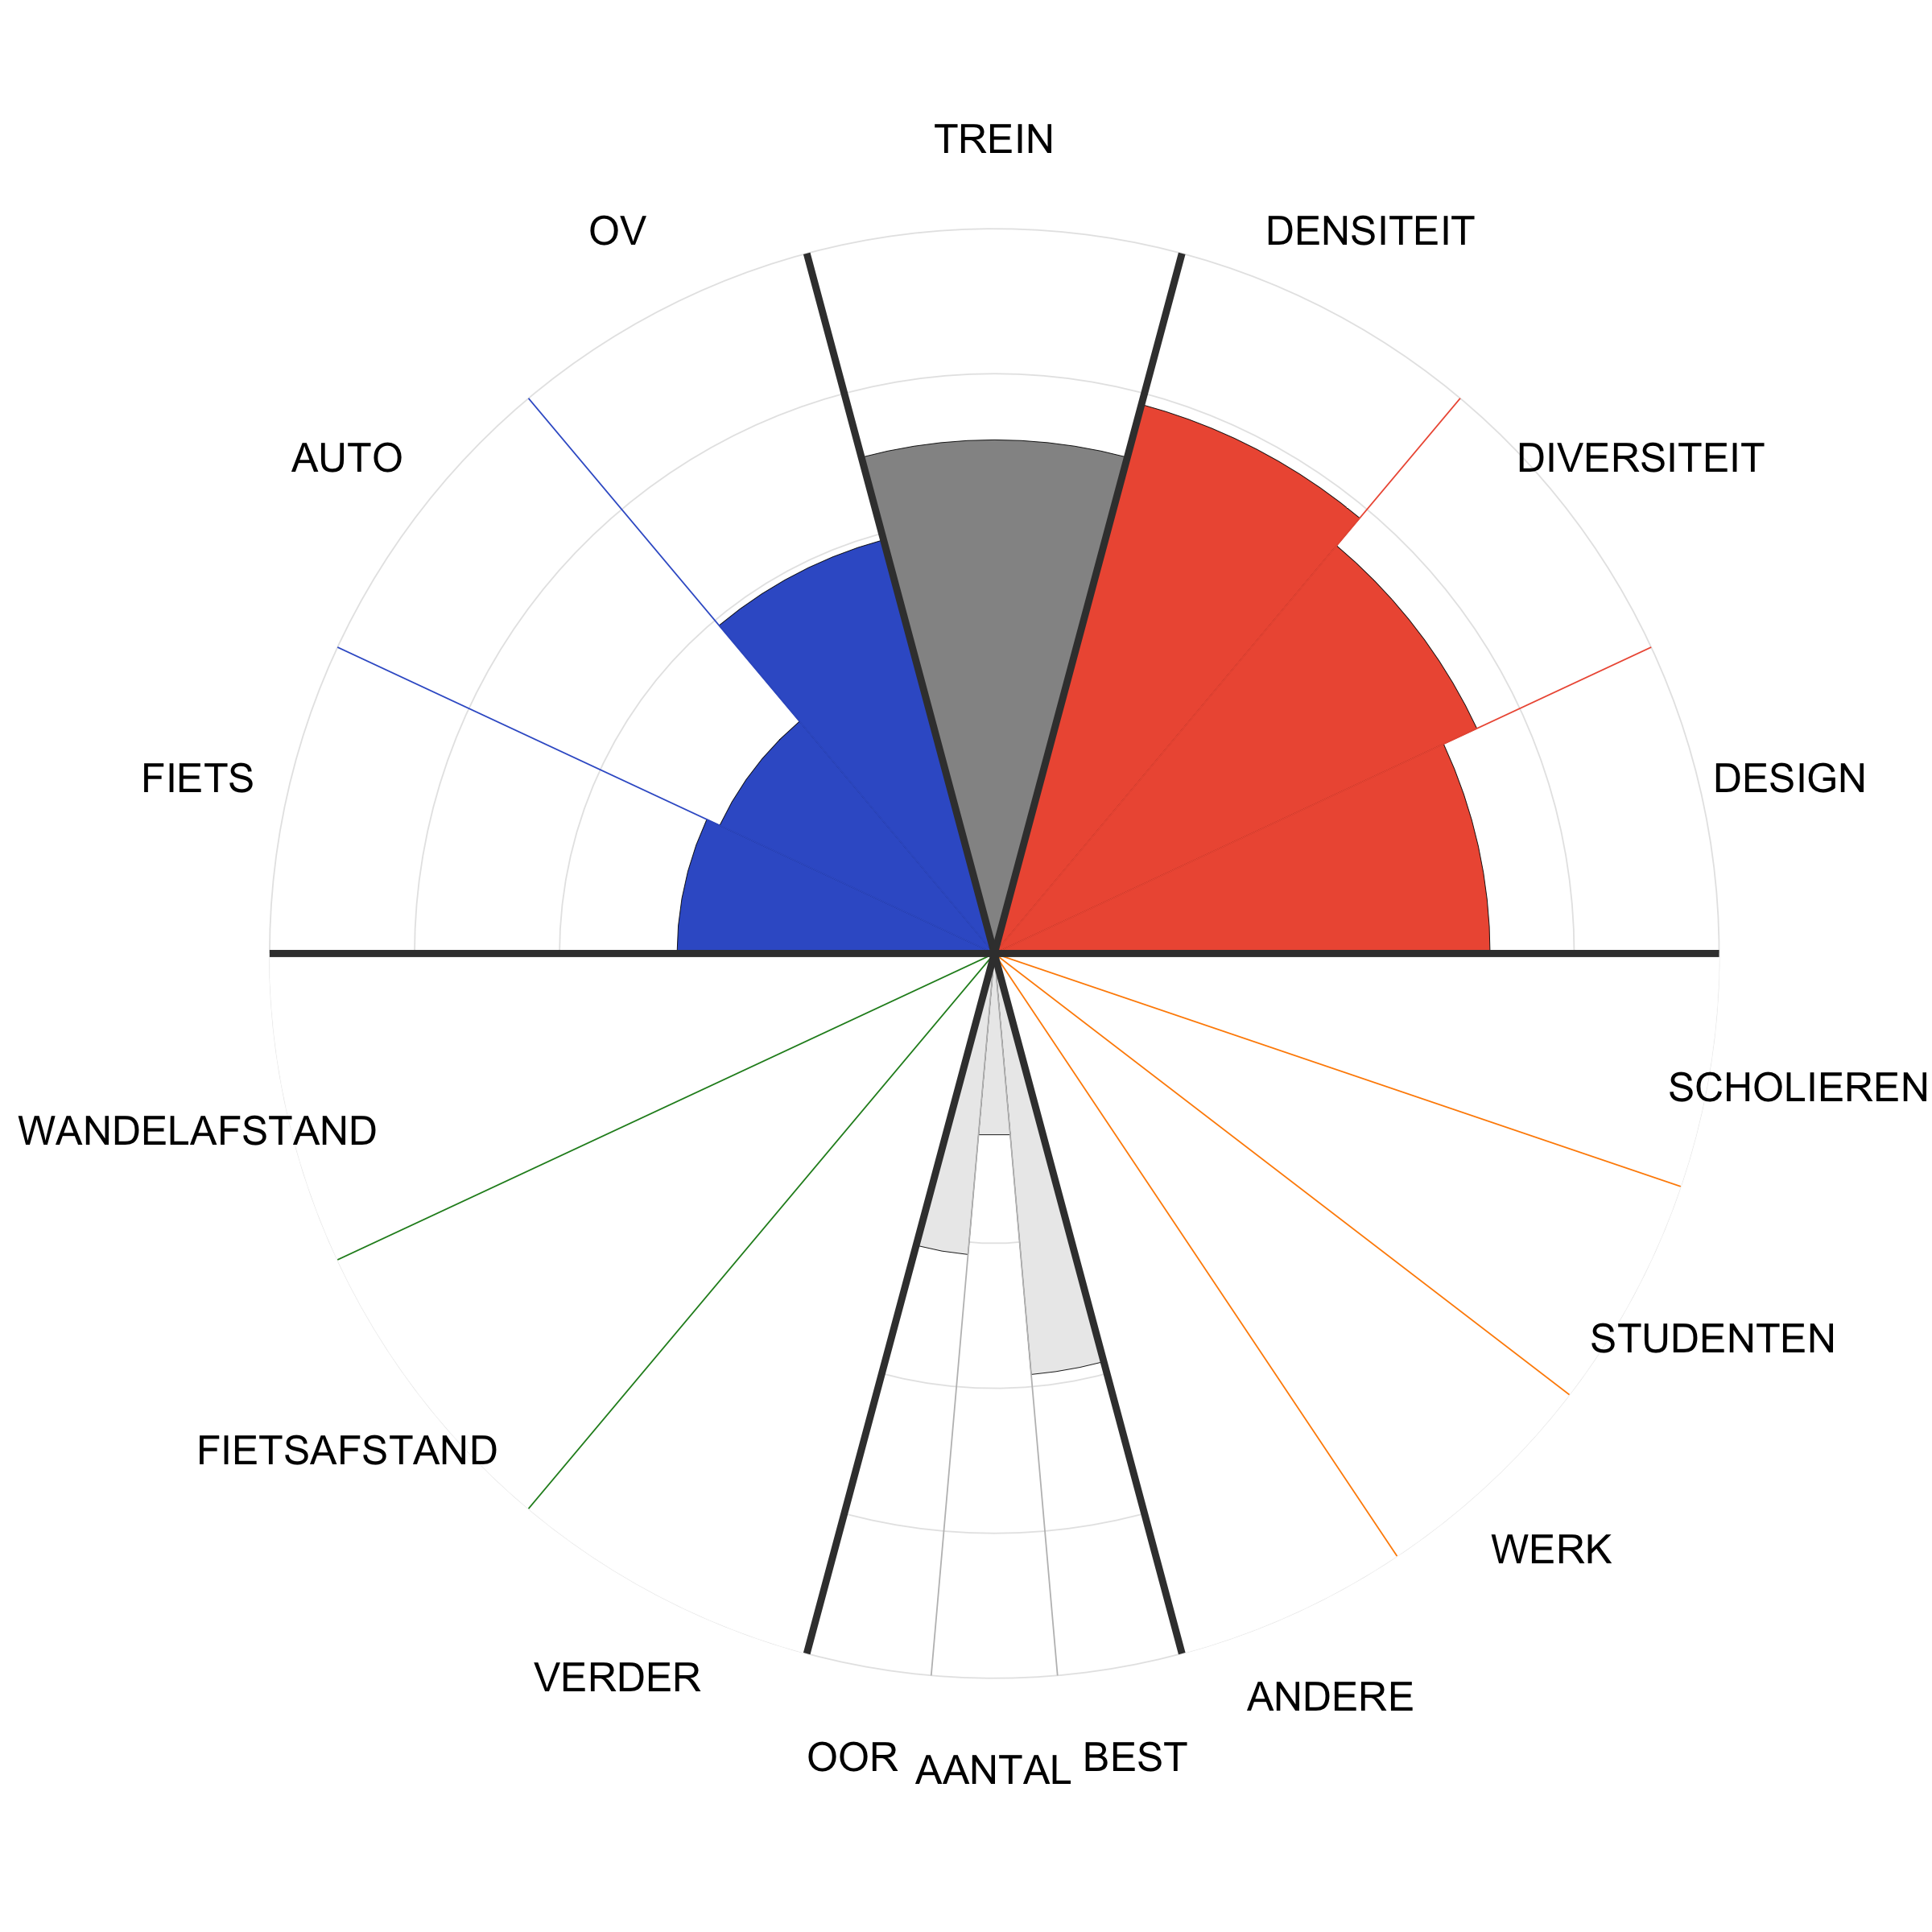 TREIN
OV
DENSITEIT
AUTO
DIVERSITEIT
FIETS
DESIGN
SCHOLIEREN
WANDELAFSTAND
STUDENTEN
FIETSAFSTAND
WERK
VERDER
ANDERE
OOR
AANTAL
BEST